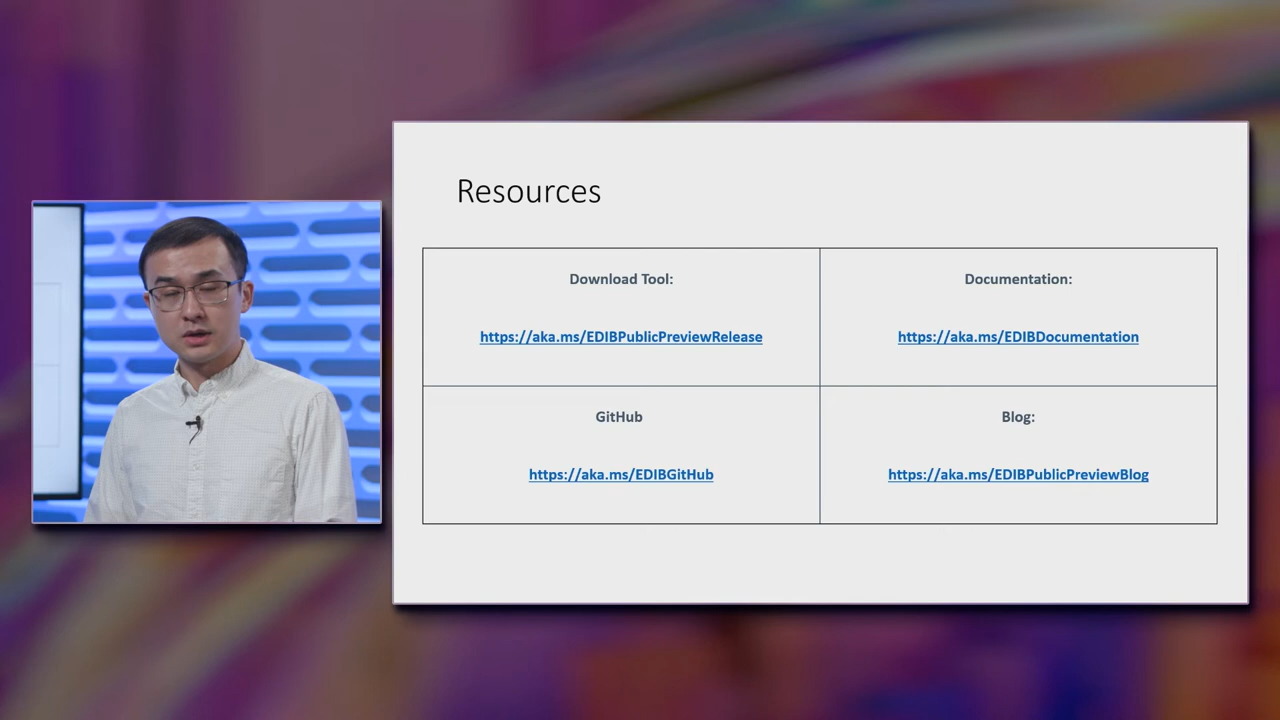 Resources
Download Tool:
https://aka.ms/EDIBPublicPreviewRelease
Documentation:
https://aka.ms/EDIBDocumentation
GitHub
https://aka.ms/EDIBGitHub
Blog:
https://aka.ms/EDIBPublicPreviewBlog